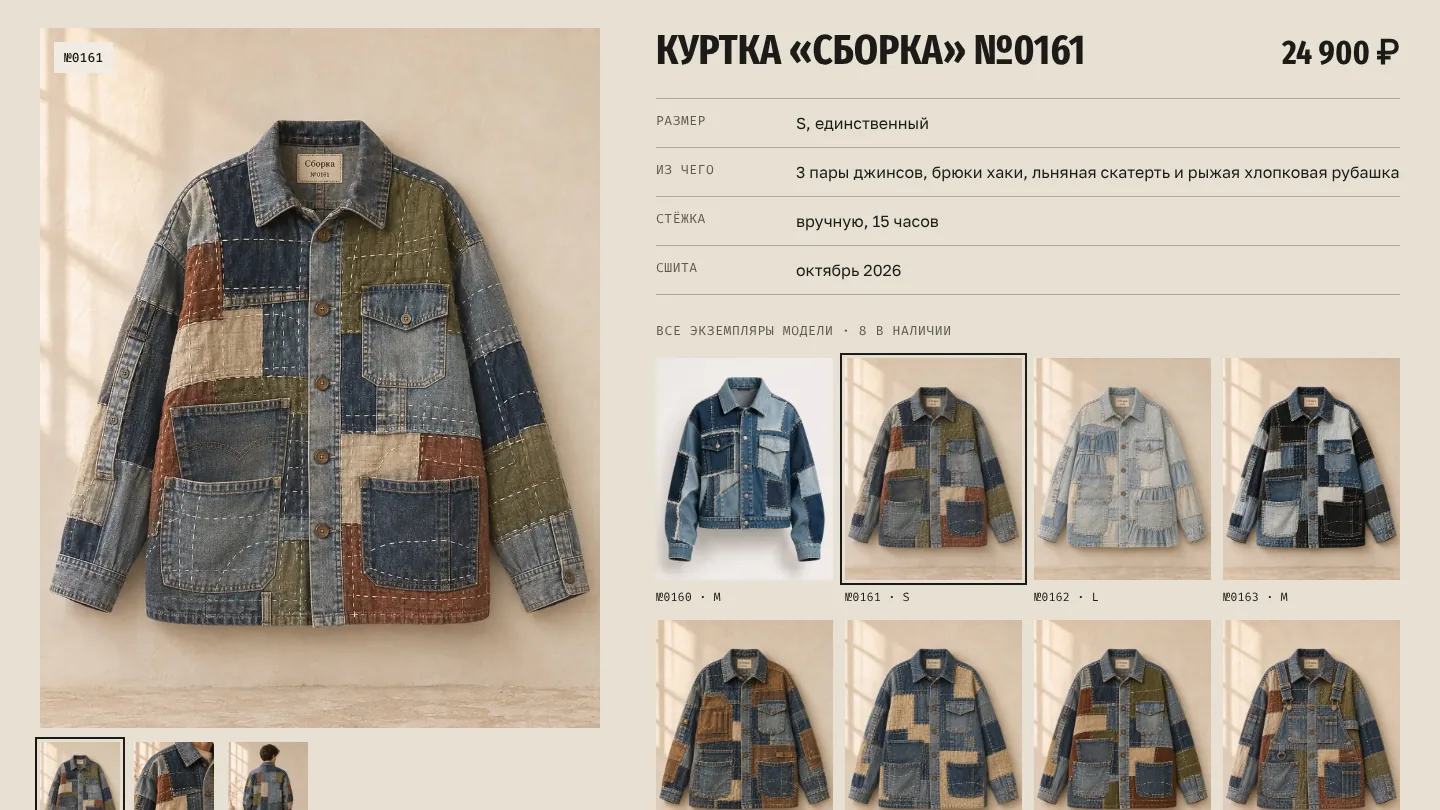 №0161
Сборка
№0161
КУРТКА «СБОРКА» №0161
24 900 ₽
РАЗМЕР
S, единственный
ИЗ ЧЕГО
3 пары джинсов, брюки хаки, льняная скатерть и рыжая хлопковая рубашка
СТЁЖКА
вручную, 15 часов
СШИТА
октябрь 2026
ВСЕ ЭКЗЕМПЛЯРЫ МОДЕЛИ · 8 В НАЛИЧИИ
№0160 · M
№0161 · S
№0162 · L
№0163 · M